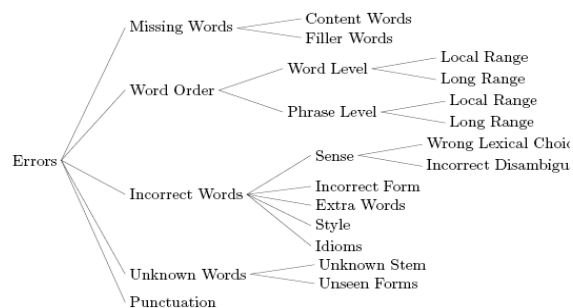 Errors
Missing Words
Content Words
Filler Words
Word Order
Word Level
Local Range
Long Range
Phrase Level
Local Range
Long Range
Incorrect Words
Sense
Wrong Lexical Choic
Incorrect Disambigua
Incorrect Form
Extra Words
Style
Idioms
Unknown Words
Unknown Stem
Unseen Forms
Punctuation